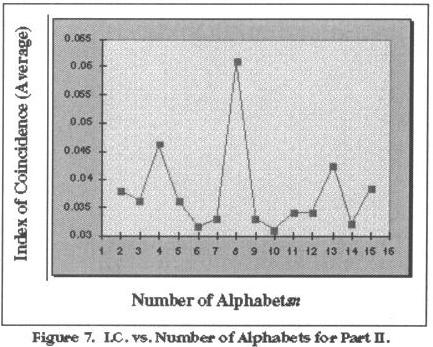 Index of Coincidence (Average)
0.065
0.06
0.055
0.05
0.045
0.04
0.035
0.03
1 2 3 4 5 6 7 8 9 10 11 12 13 14 15 16
Number of Alphabets m
Figure 7. I.C. vs. Number of Alphabets for Part II.